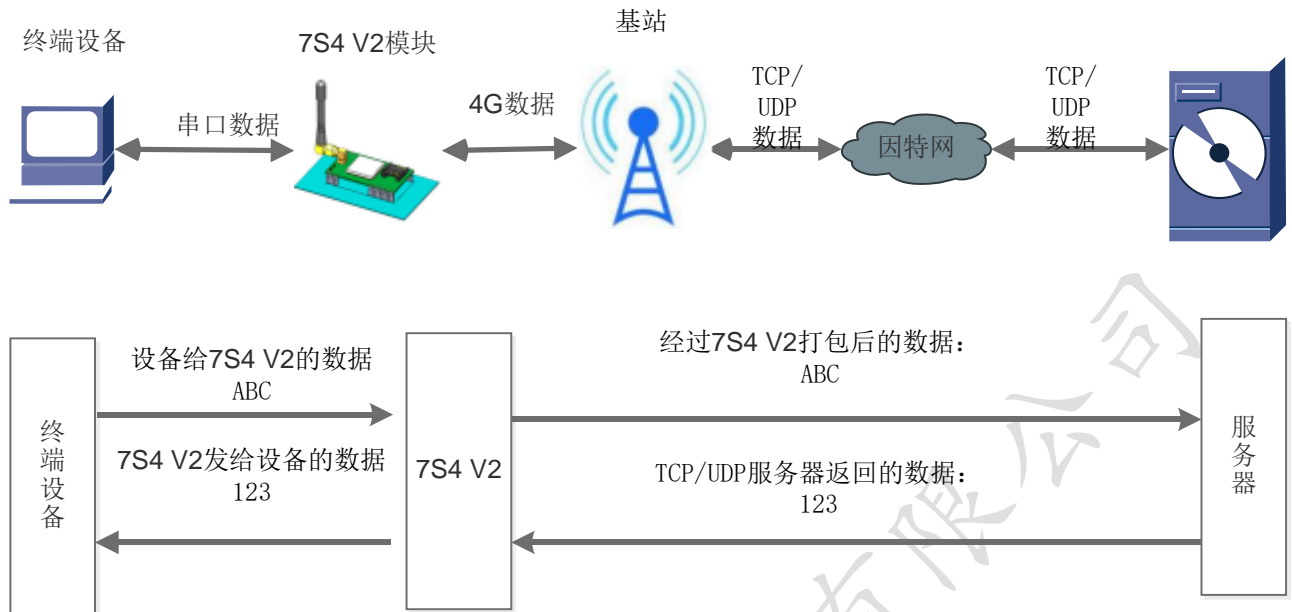 基站
终端设备
7S4 V2模块
串口数据
4G数据
TCP/
UDP
数据
因特网
TCP/
UDP
数据
终端设备
设备给7S4 V2的数据
ABC
7S4 V2发给设备的数据
123
7S4 V2
经过7S4 V2打包后的数据：
ABC
TCP/UDP服务器返回的数据：
123
服务器
有限公司